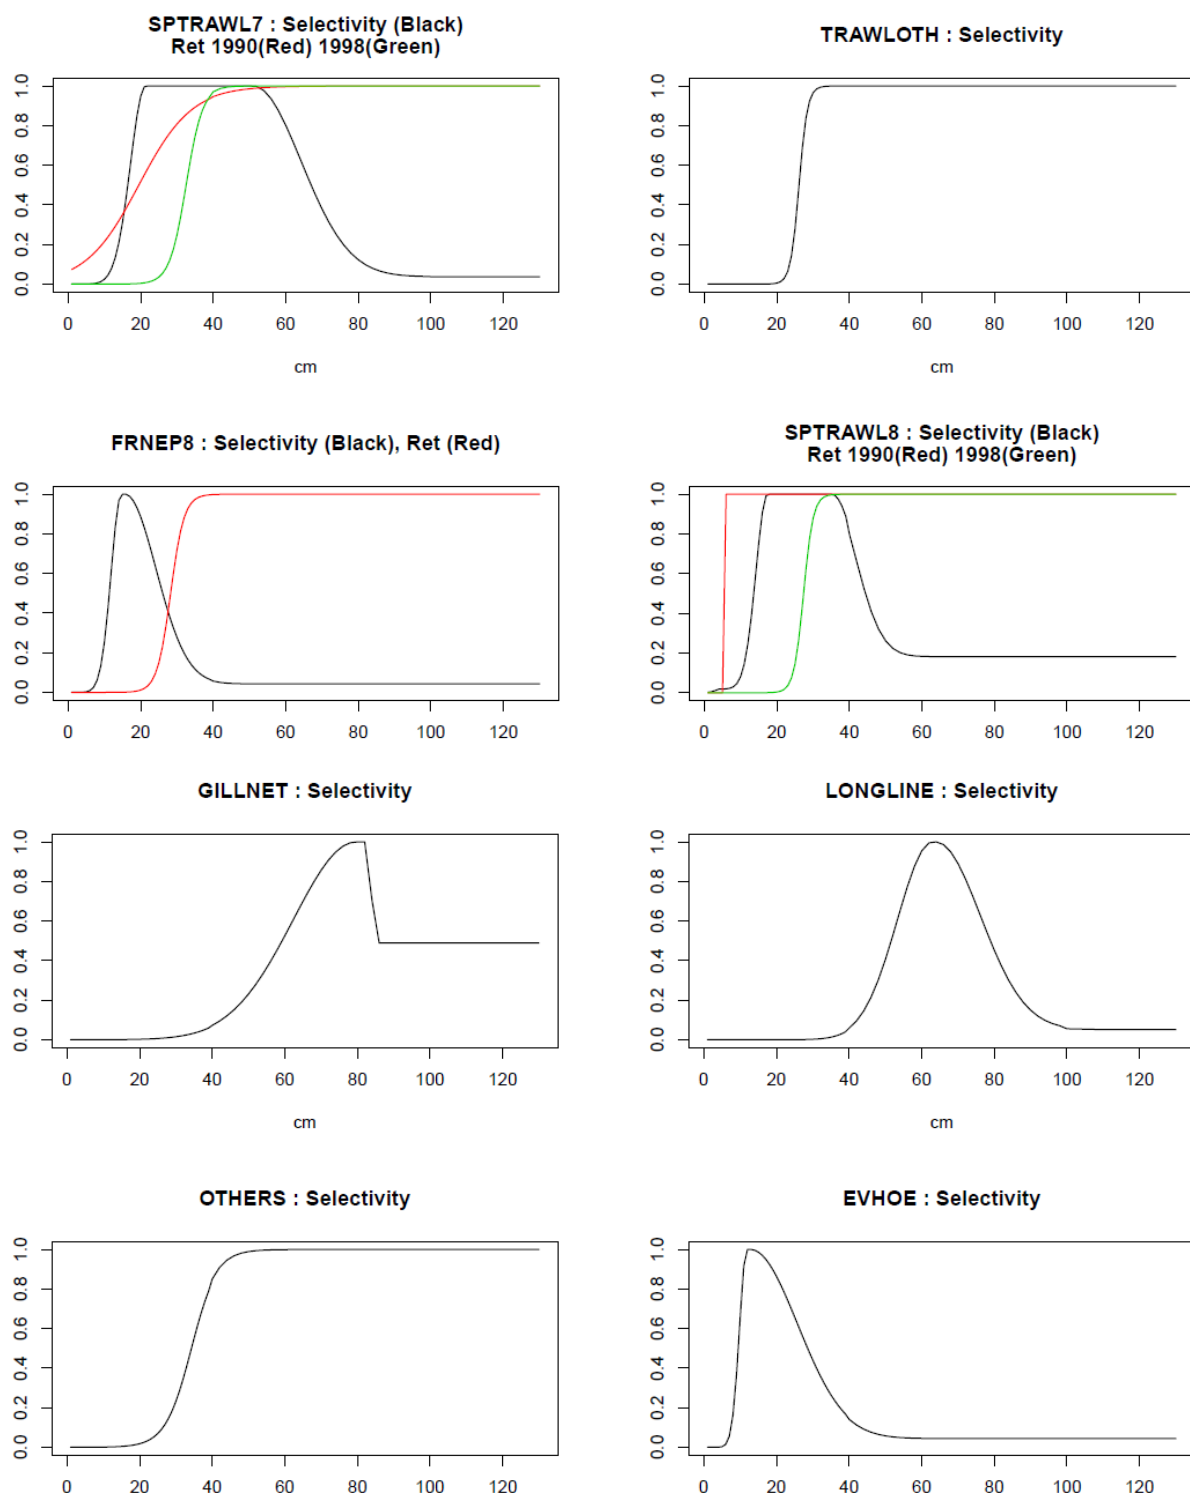 SPTRAWL7 : Selectivity (Black)
Ret 1990(Red) 1998(Green)
0.0 0.2 0.4 0.6 0.8 1.0
0 20 40 60 80 100 120
cm
TRAWLOTH : Selectivity
0.0 0.2 0.4 0.6 0.8 1.0
0 20 40 60 80 100 120
cm
FRNEP8 : Selectivity (Black), Ret (Red)
0.0 0.2 0.4 0.6 0.8 1.0
0 20 40 60 80 100 120
SPTRAWL8 : Selectivity (Black)
Ret 1990(Red) 1998(Green)
0.0 0.2 0.4 0.6 0.8 1.0
0 20 40 60 80 100 120
GILLNET : Selectivity
0.0 0.2 0.4 0.6 0.8 1.0
0 20 40 60 80 100 120
cm
LONGLINE : Selectivity
0.0 0.2 0.4 0.6 0.8 1.0
0 20 40 60 80 100 120
cm
OTHERS : Selectivity
0.0 0.2 0.4 0.6 0.8 1.0
0 20 40 60 80 100 120
EVHOE : Selectivity
0.0 0.2 0.4 0.6 0.8 1.0
0 20 40 60 80 100 120